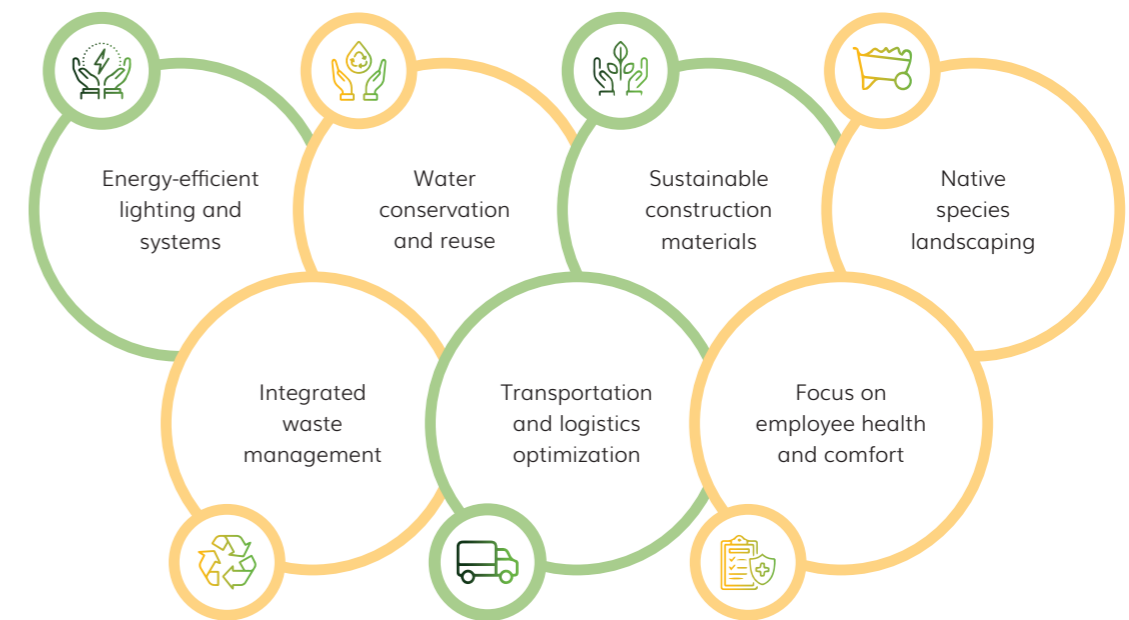 Energy-efficient
lighting and
systems
Water
conservation
and reuse
Sustainable
construction
materials
Native
species
landscaping
Integrated
waste
management
Transportation
and logistics
optimization
Focus on
employee health
and comfort